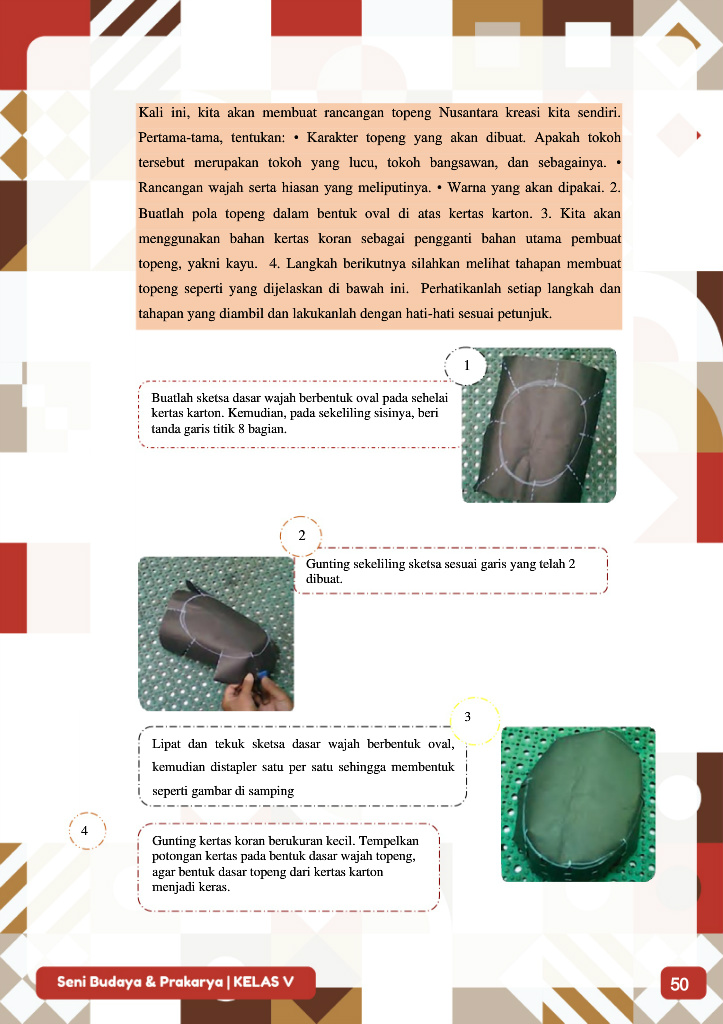 Kali ini, kita akan membuat rancangan topeng Nusantara kreasi kita sendiri.
Pertama-tama, tentukan: • Karakter topeng yang akan dibuat. Apakah tokoh
tersebut merupakan tokoh yang lucu, tokoh bangsawan, dan sebagainya. •
Rancangan wajah serta hiasan yang meliputinya. • Warna yang akan dipakai. 2.
Buatlah pola topeng dalam bentuk oval di atas kertas karton. 3. Kita akan
menggunakan bahan kertas koran sebagai pengganti bahan utama pembuat
topeng, yakni kayu. 4. Langkah berikutnya silahkan melihat tahapan membuat
topeng seperti yang dijelaskan di bawah ini. Perhatikanlah setiap langkah dan
tahapan yang diambil dan lakukanlah dengan hati-hati sesuai petunjuk.
1
Buatlah sketsa dasar wajah berbentuk oval pada sehelai
kertas karton. Kemudian, pada sekeliling sisinya, beri
tanda garis titik 8 bagian.
2
Gunting sekeliling sketsa sesuai garis yang telah 2
dibuat.
3
Lipat dan tekuk sketsa dasar wajah berbentuk oval,
kemudian distapler satu per satu sehingga membentuk
seperti gambar di samping
4
Gunting kertas koran berukuran kecil. Tempelkan
potongan kertas pada bentuk dasar wajah topeng,
agar bentuk dasar topeng dari kertas karton
menjadi keras.
Seni Budaya & Prakarya | KELAS V
50